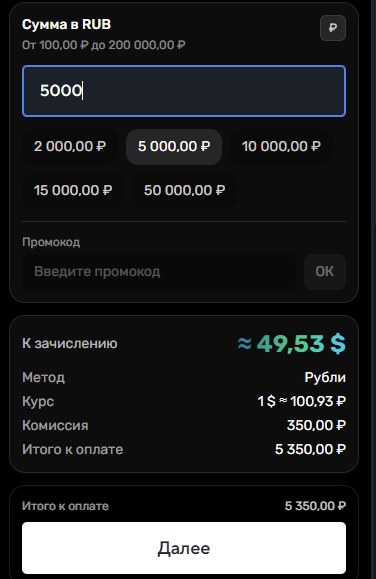 Сумма в RUB
₽
От 100,00 ₽ до 200 000,00 ₽
5000
2 000,00 ₽ 5 000,00 ₽ 10 000,00 ₽
15 000,00 ₽ 50 000,00 ₽
Промокод
Введите промокод ОК
К зачислению ≈ 49,53 $
Метод Рубли
Курс 1 $ ≈ 100,93 ₽
Комиссия 350,00 ₽
Итого к оплате 5 350,00 ₽
Итого к оплате 5 350,00 ₽
Далее